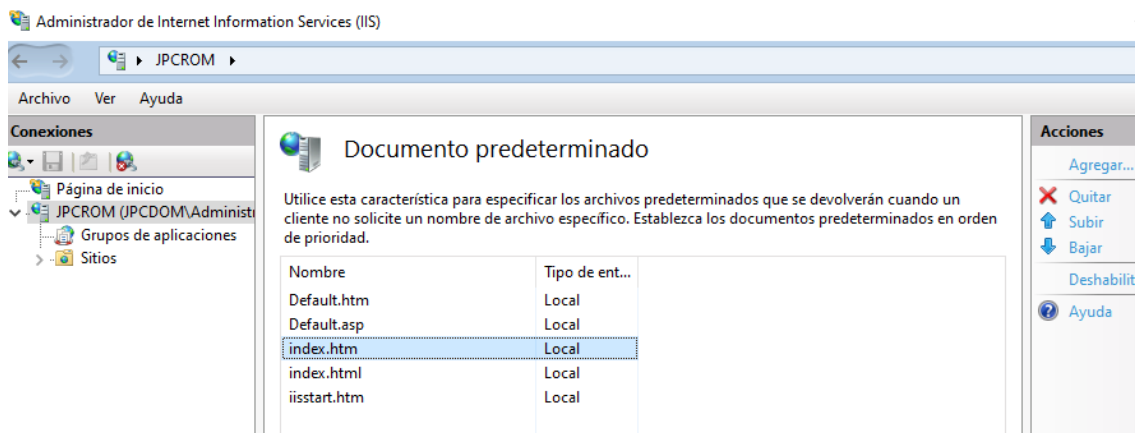 Administrador de Internet Information Services (IIS)
JPCROM
Archivo Ver Ayuda
Conexiones
Página de inicio
JPCROM (JPCDOM\Administr
Grupos de aplicaciones
Sitios
Documento predeterminado
Utilice esta característica para especificar los archivos predeterminados que se devolverán cuando un
cliente no solicite un nombre de archivo específico. Establezca los documentos predeterminados en orden
de prioridad.
Nombre Tipo de ent...
Default.htm Local
Default.asp Local
index.htm Local
index.html Local
iisstart.htm Local
Acciones
Agregar...
Quitar
Subir
Bajar
Deshabilit
Ayuda